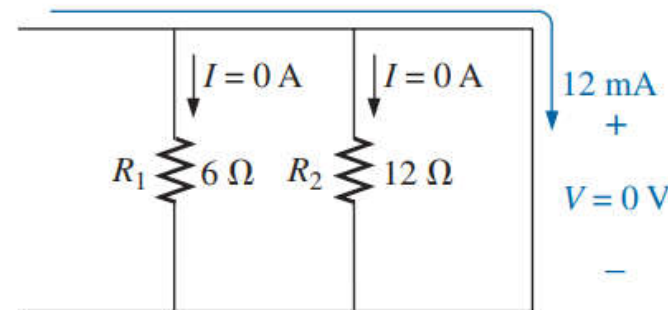 I = 0 A
I = 0 A
12 mA
+
R1 6 Ω R2 12 Ω
V = 0 V
−